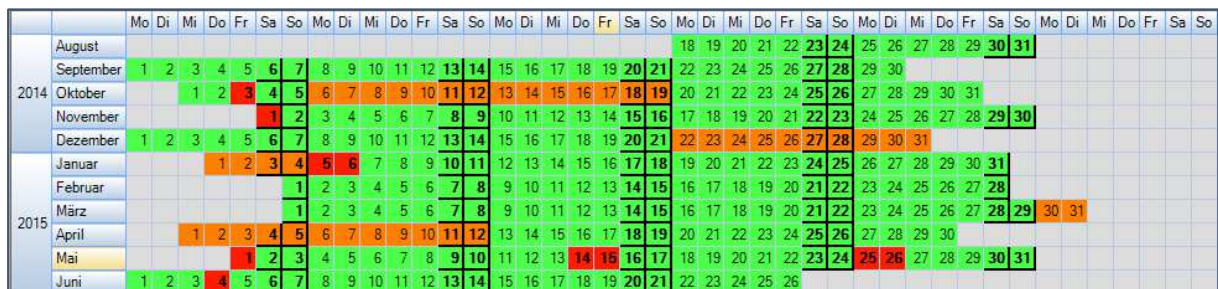 Mo Di Mi Do Fr Sa So Mo Di Mi Do Fr Sa So Mo Di Mi Do Fr Sa So Mo Di Mi Do Fr Sa So Mo Di Mi Do Fr Sa So Mo Di Mi Do Fr Sa So
2014
August 18 19 20 21 22 23 24 25 26 27 28 29 30 31
September 1 2 3 4 5 6 7 8 9 10 11 12 13 14 15 16 17 18 19 20 21 22 23 24 25 26 27 28 29 30
Oktober 1 2 3 4 5 6 7 8 9 10 11 12 13 14 15 16 17 18 19 20 21 22 23 24 25 26 27 28 29 30 31
November 1 2 3 4 5 6 7 8 9 10 11 12 13 14 15 16 17 18 19 20 21 22 23 24 25 26 27 28 29 30
Dezember 1 2 3 4 5 6 7 8 9 10 11 12 13 14 15 16 17 18 19 20 21 22 23 24 25 26 27 28 29 30 31
2015
Januar 1 2 3 4 5 6 7 8 9 10 11 12 13 14 15 16 17 18 19 20 21 22 23 24 25 26 27 28 29 30 31
Februar 1 2 3 4 5 6 7 8 9 10 11 12 13 14 15 16 17 18 19 20 21 22 23 24 25 26 27 28
März 1 2 3 4 5 6 7 8 9 10 11 12 13 14 15 16 17 18 19 20 21 22 23 24 25 26 27 28 29 30 31
April 1 2 3 4 5 6 7 8 9 10 11 12 13 14 15 16 17 18 19 20 21 22 23 24 25 26 27 28 29 30
Mai 1 2 3 4 5 6 7 8 9 10 11 12 13 14 15 16 17 18 19 20 21 22 23 24 25 26 27 28 29 30 31
Juni 1 2 3 4 5 6 7 8 9 10 11 12 13 14 15 16 17 18 19 20 21 22 23 24 25 26